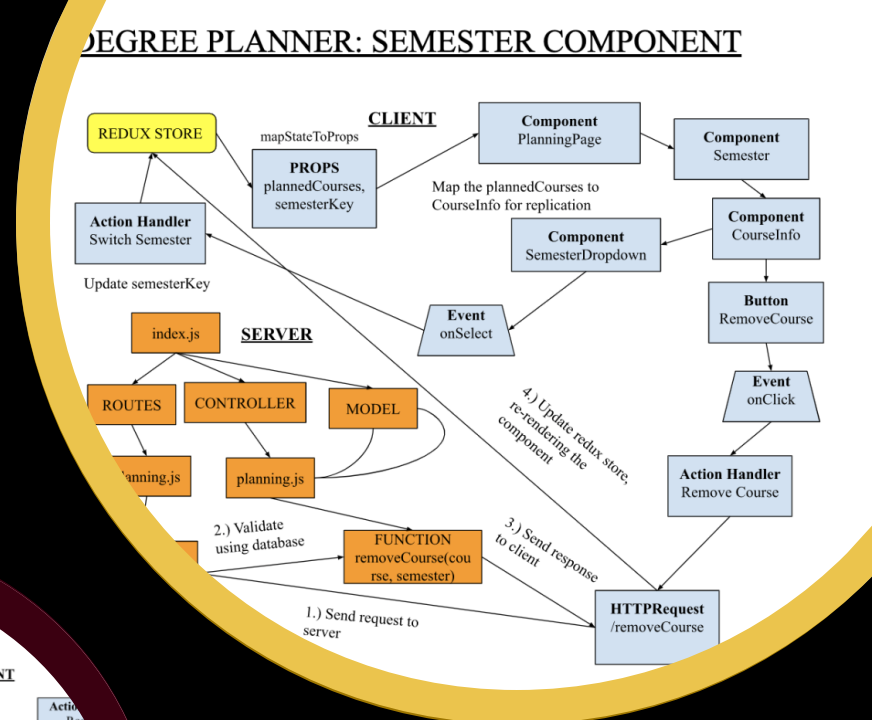 DEGREE PLANNER: SEMESTER COMPONENT
CLIENT
REDUX STORE
mapStateToProps
PROPS
plannedCourses,
semesterKey
Component
PlanningPage
Component
Semester
Map the plannedCourses to
CourseInfo for replication
Component
CourseInfo
Component
SemesterDropdown
Action Handler
Switch Semester
Update semesterKey
Event
onSelect
Button
RemoveCourse
Event
onClick
Action Handler
Remove Course
SERVER
index.js
ROUTES
CONTROLLER
MODEL
anning.js
planning.js
2.) Validate
using database
FUNCTION
removeCourse(cou
rse, semester)
3.) Send response
to client
4.) Update redux store,
re-rendering the
component
1.) Send request to
server
HTTPRequest
/removeCourse
NT
Actio